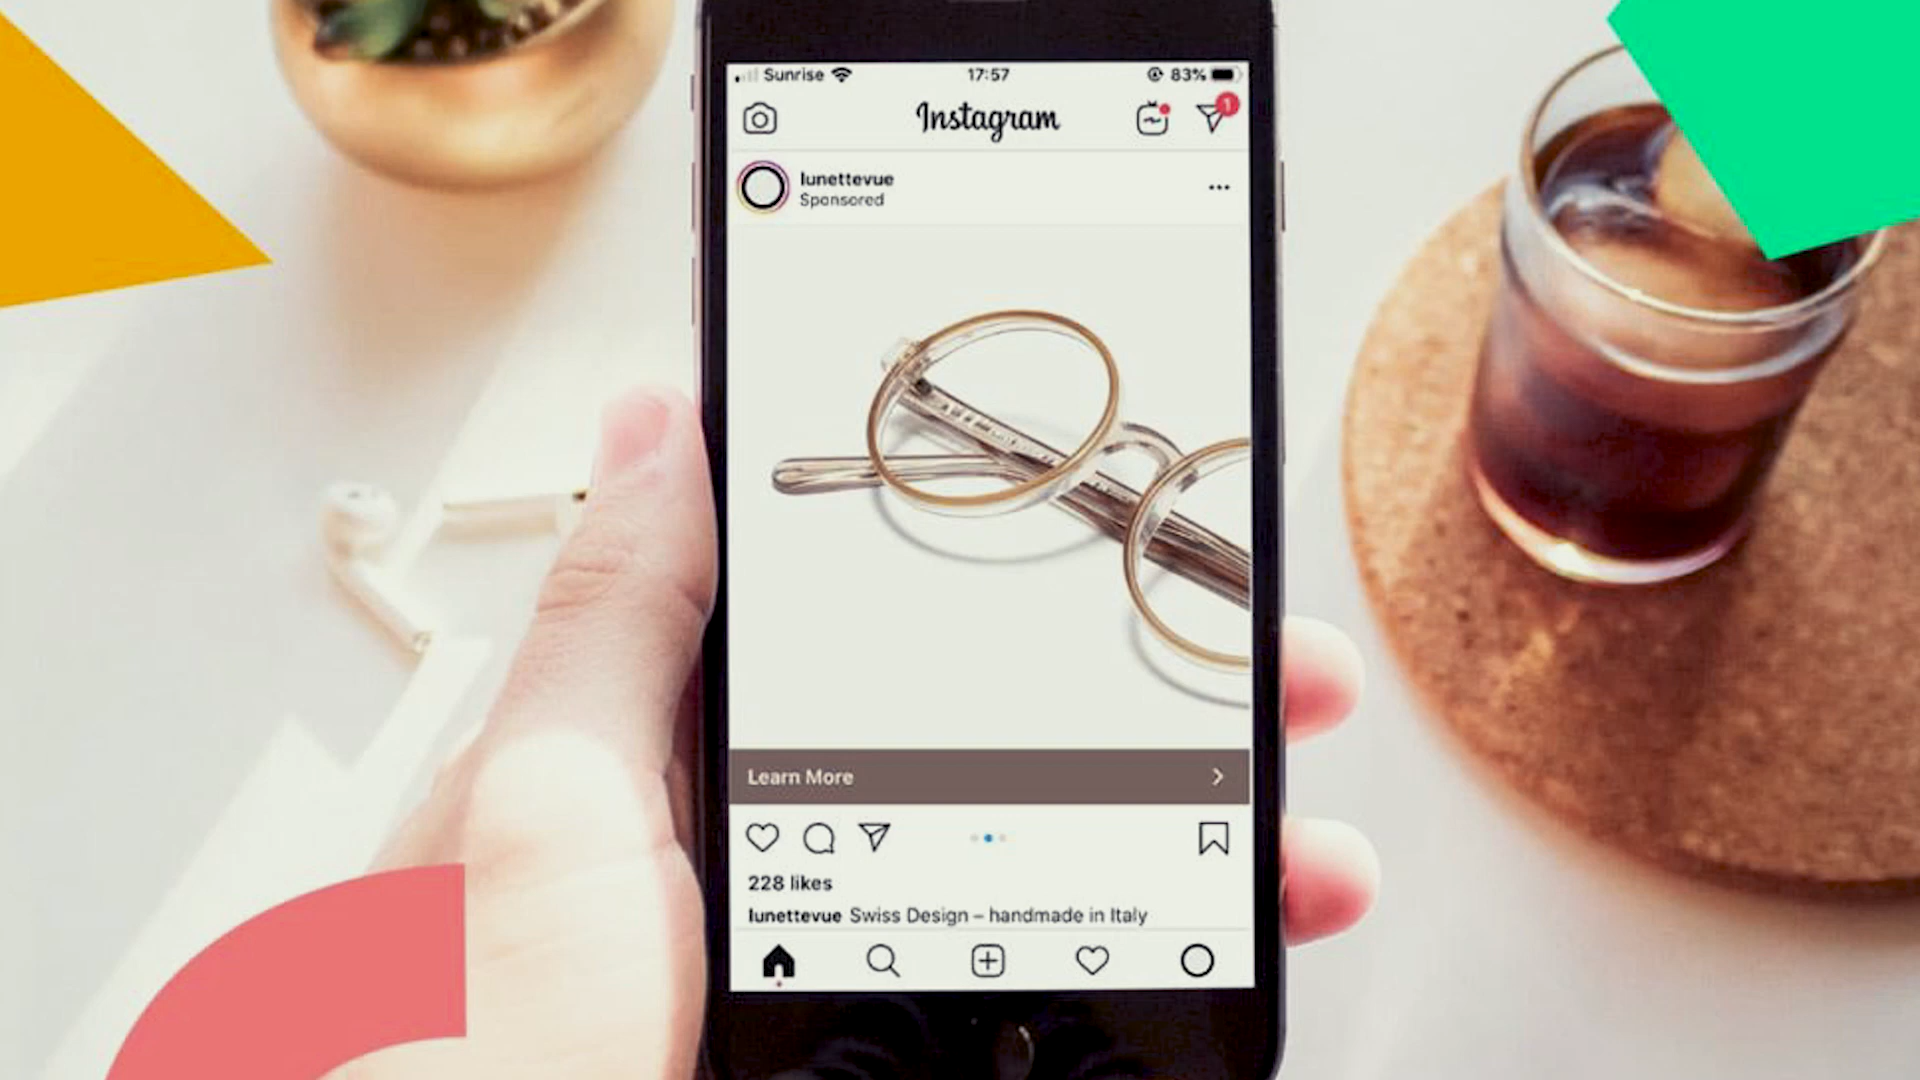 Sunrise 17:57 83%
Instagram
1
lunettevue
Sponsored
Learn More
228 likes
lunettevue Swiss Design – handmade in Italy